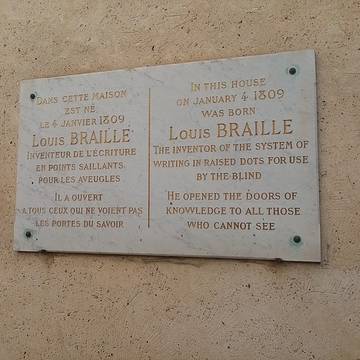 DANS CETTE MAISON
EST NÉ
LE 4 JANVIER 1809
LOUIS BRAILLE
INVENTEUR DE L'ÉCRITURE
EN POINTS SAILLANTS
POUR LES AVEUGLES
IL A OUVERT
A TOUS CEUX QUI NE VOIENT PAS
LES PORTES DU SAVOIR
IN THIS HOUSE
ON JANUARY 4 1809
WAS BORN
LOUIS BRAILLE
THE INVENTOR OF THE SYSTEM OF
WRITING IN RAISED DOTS FOR USE
BY THE BLIND
HE OPENED THE DOORS OF
KNOWLEDGE TO ALL THOSE
WHO CANNOT SEE